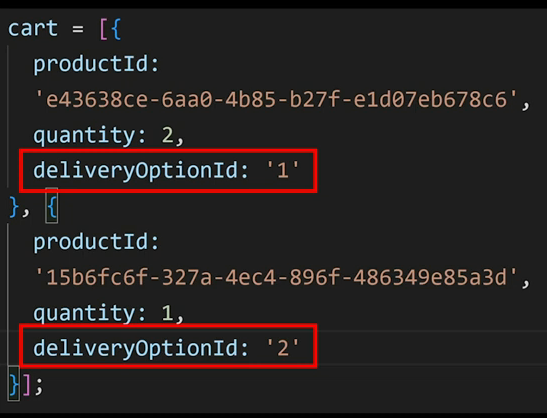 cart = [{
productId:
'e43638ce-6aa0-4b85-b27f-e1d07eb678c6',
quantity: 2,
deliveryOptionId: '1'
}, {
productId:
'15b6fc6f-327a-4ec4-896f-486349e85a3d',
quantity: 1,
deliveryOptionId: '2'
}];